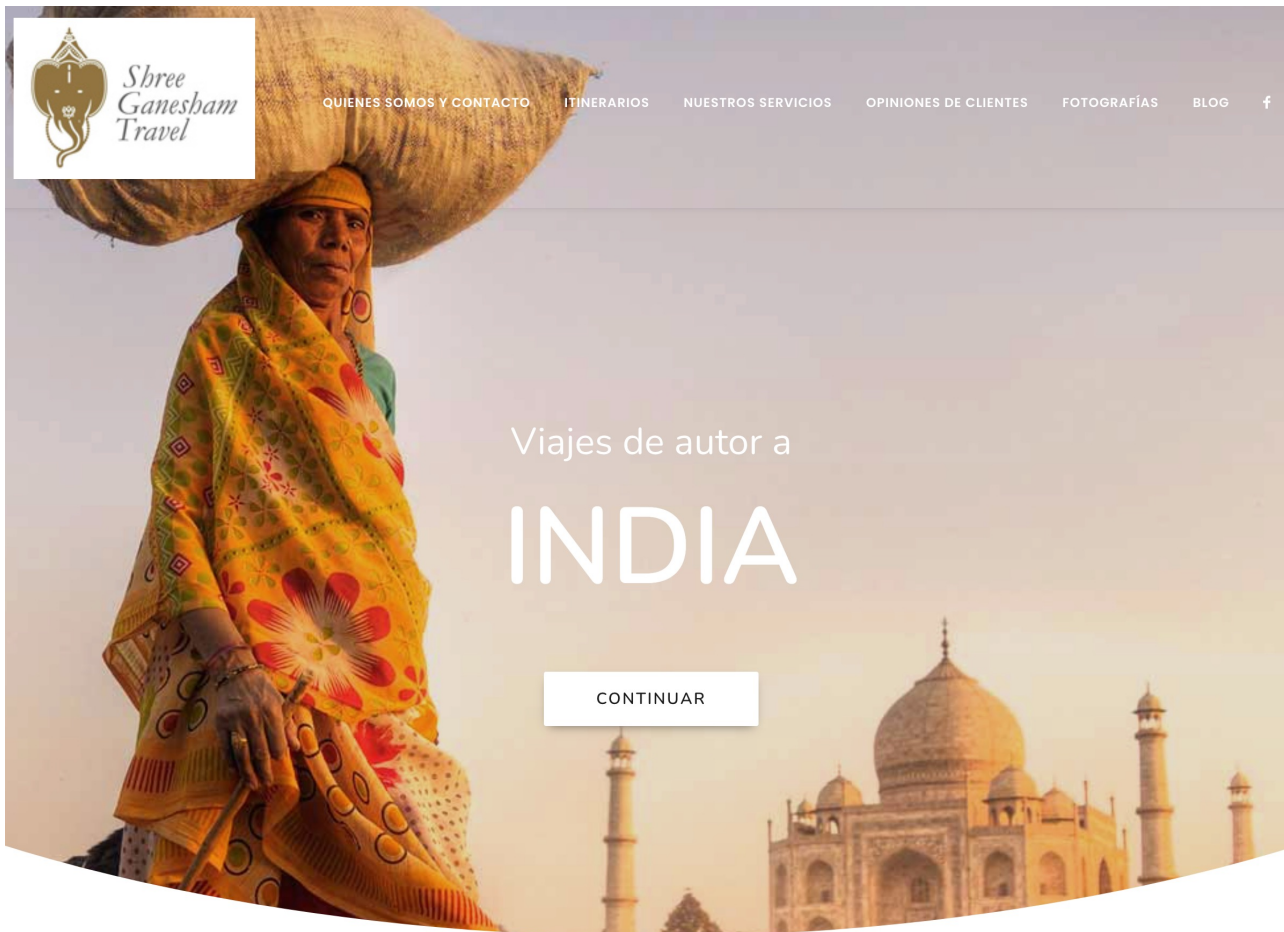 Shree
Ganesham
Travel
QUIENES SOMOS Y CONTACTO ITINERARIOS NUESTROS SERVICIOS OPINIONES DE CLIENTES FOTOGRAFÍAS BLOG
Viajes de autor a
INDIA
CONTINUAR